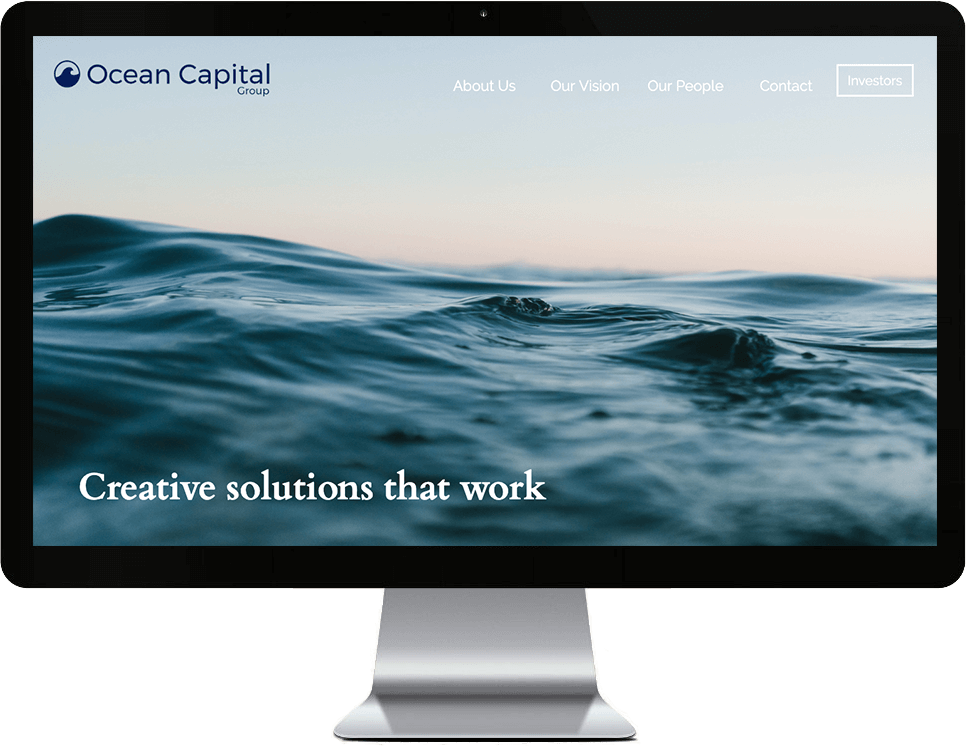 Ocean Capital
Group
About Us
Our Vision
Our People
Contact
Investors
Creative solutions that work